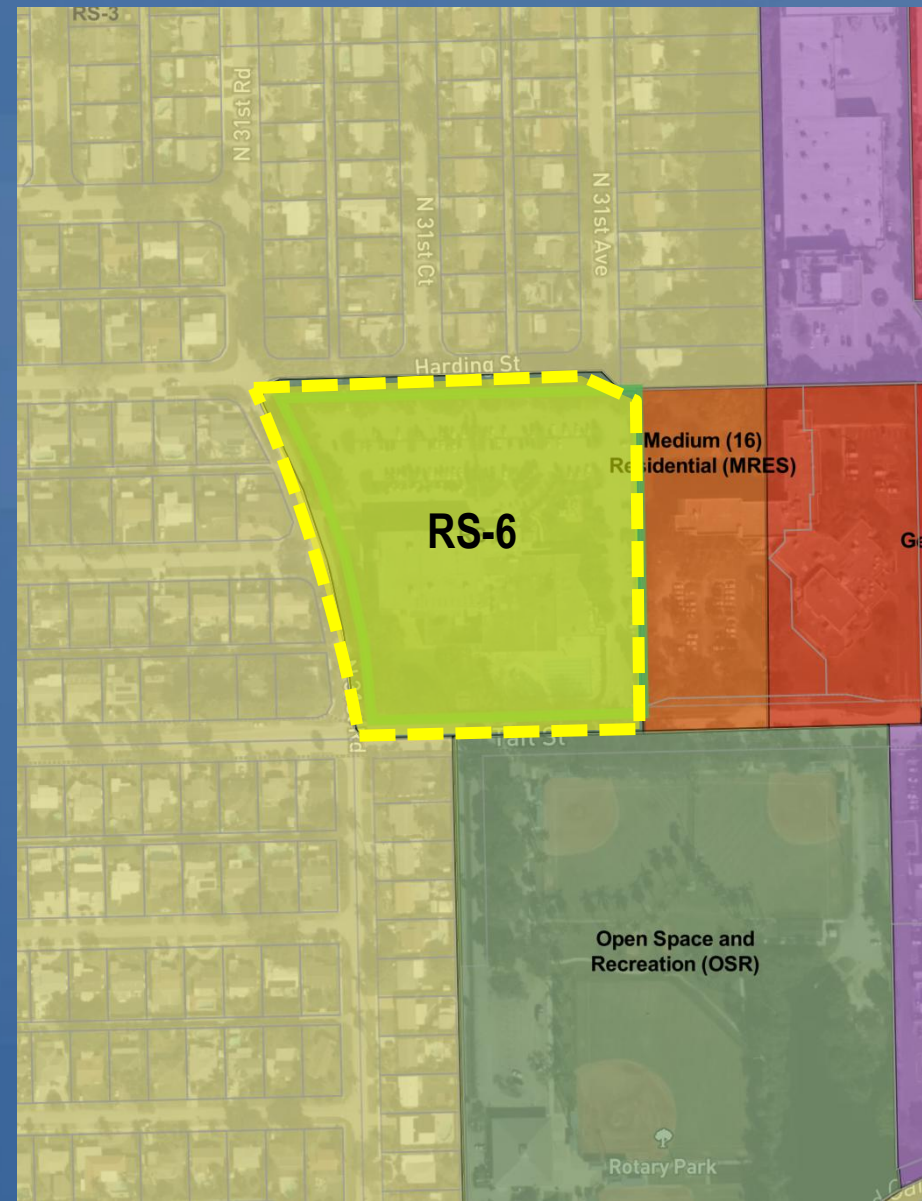 RS-3
N 31st Rd
N 31st Ct
N 31st Ave
Harding St
Medium (16)
Residential (MRES)
RS-6
Taft St
Open Space and
Recreation (OSR)
Rotary Park